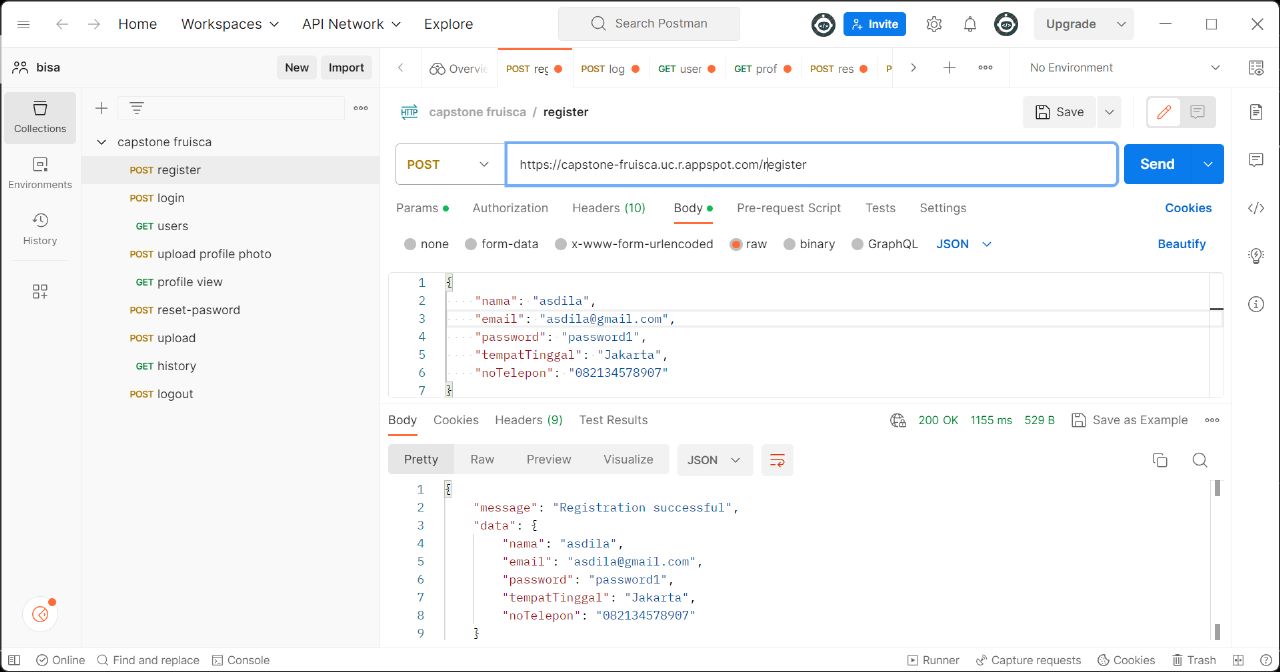 Home Workspaces API Network Explore Search Postman Invite Upgrade
bisa New Import Overvie POST reg POST log GET user GET prof POST res P No Environment
Collections
Environments
History
capstone fruisca
POST register
POST login
GET users
POST upload profile photo
GET profile view
POST reset-pasword
POST upload
GET history
POST logout
HTTP capstone fruisca / register Save
POST https://capstone-fruisca.uc.r.appspot.com/register Send
Params Authorization Headers (10) Body Pre-request Script Tests Settings Cookies
none form-data x-www-form-urlencoded raw binary GraphQL JSON Beautify
1 {
2 "nama": "asdila",
3 "email": "asdila@gmail.com",
4 "password": "password1",
5 "tempatTinggal": "Jakarta",
6 "noTelepon": "082134578907"
7 }
Body Cookies Headers (9) Test Results 200 OK 1155 ms 529 B Save as Example
Pretty Raw Preview Visualize JSON
1 {
2 "message": "Registration successful",
3 "data": {
4 "nama": "asdila",
5 "email": "asdila@gmail.com",
6 "password": "password1",
7 "tempatTinggal": "Jakarta",
8 "noTelepon": "082134578907"
9 }
Online Find and replace Console Runner Capture requests Cookies Trash